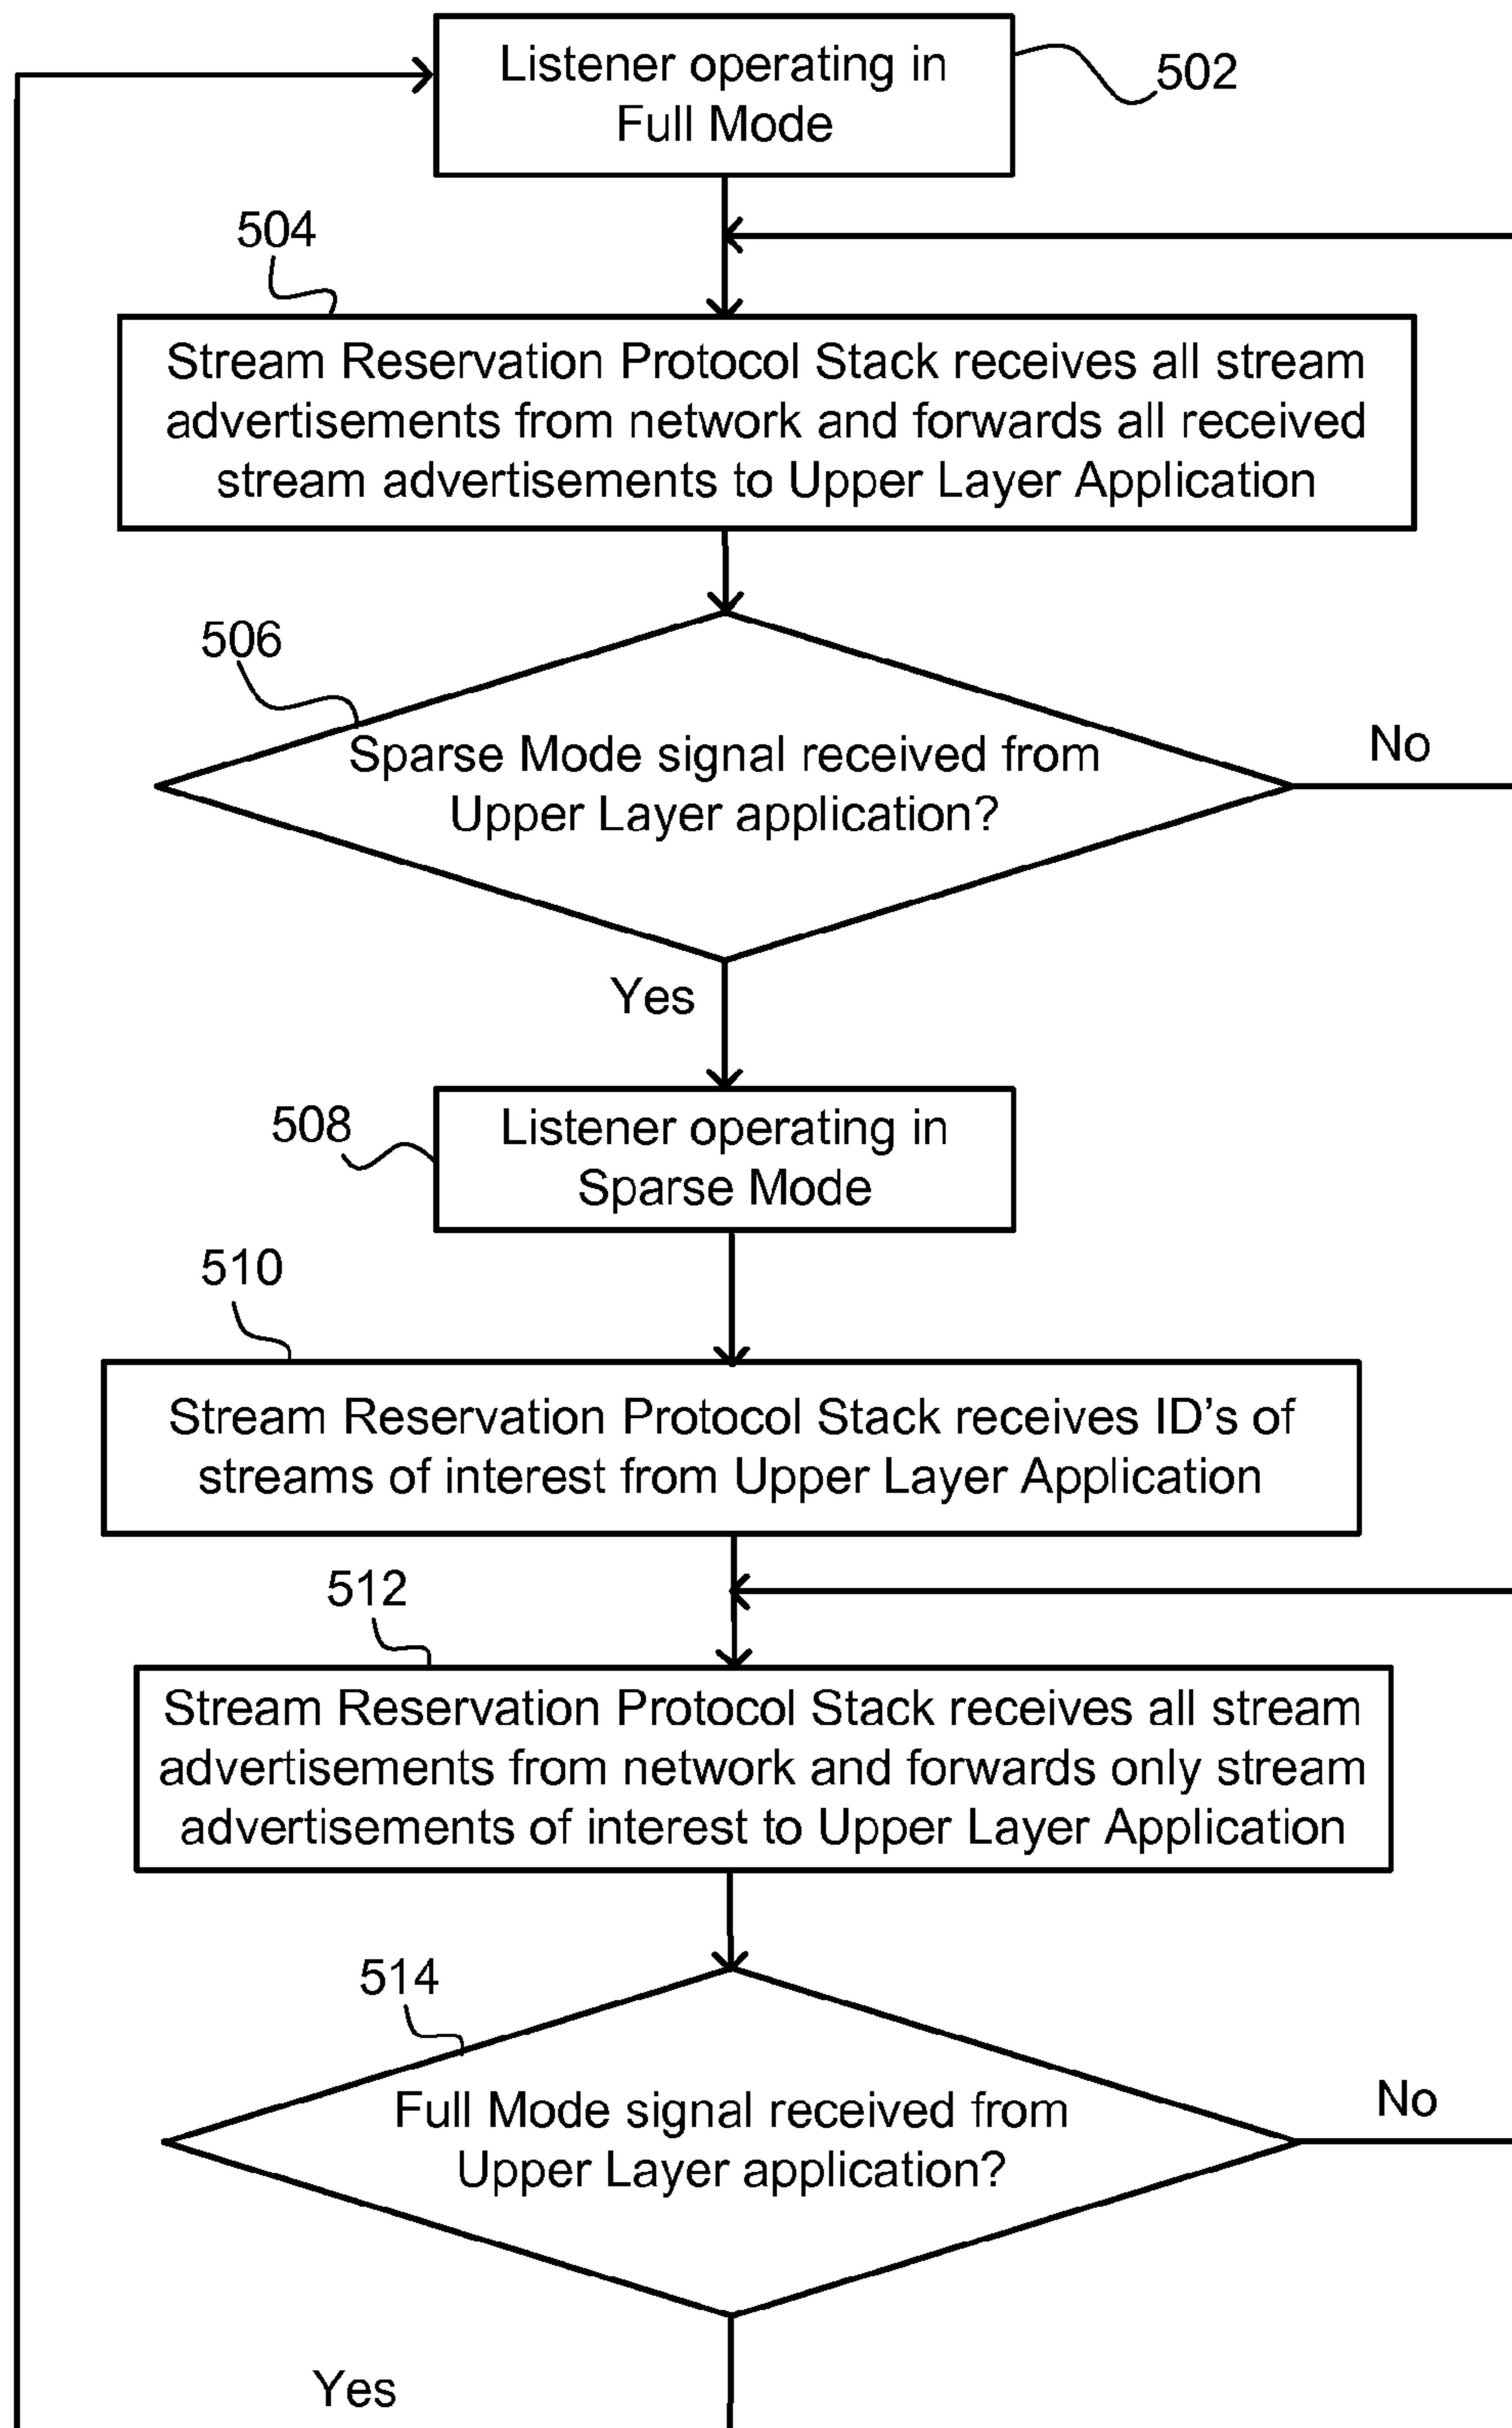 Listener operating in
Full Mode
502
504
Stream Reservation Protocol Stack receives all stream
advertisements from network and forwards all received
stream advertisements to Upper Layer Application
506
Sparse Mode signal received from
Upper Layer application?
No
Yes
508
Listener operating in
Sparse Mode
510
Stream Reservation Protocol Stack receives ID’s of
streams of interest from Upper Layer Application
512
Stream Reservation Protocol Stack receives all stream
advertisements from network and forwards only stream
advertisements of interest to Upper Layer Application
514
Full Mode signal received from
Upper Layer application?
No
Yes